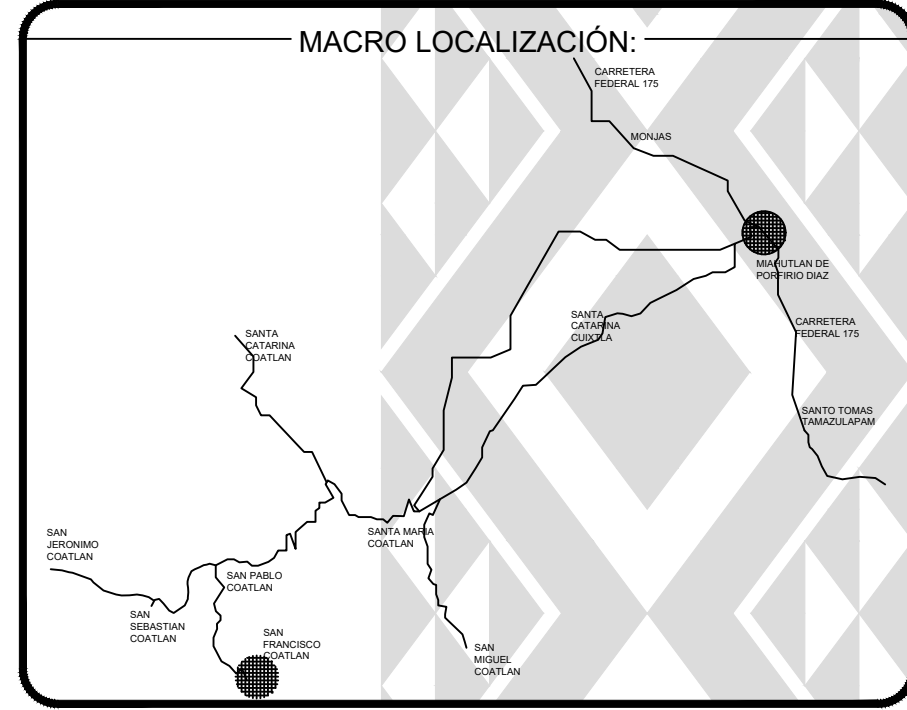 MACRO LOCALIZACIÓN:
CARRETERA
FEDERAL 175
MONJAS
MIAHUTLAN DE
PORFIRIO DIAZ
SANTA
CATARINA
CUIXTLA
CARRETERA
FEDERAL 175
SANTA
CATARINA
COATLAN
SANTO TOMAS
TAMAZULAPAM
SAN
JERONIMO
COATLAN
SANTA MARIA
COATLAN
SAN PABLO
COATLAN
SAN
SEBASTIAN
COATLAN
SAN
FRANCISCO
COATLAN
SAN
MIGUEL
COATLAN